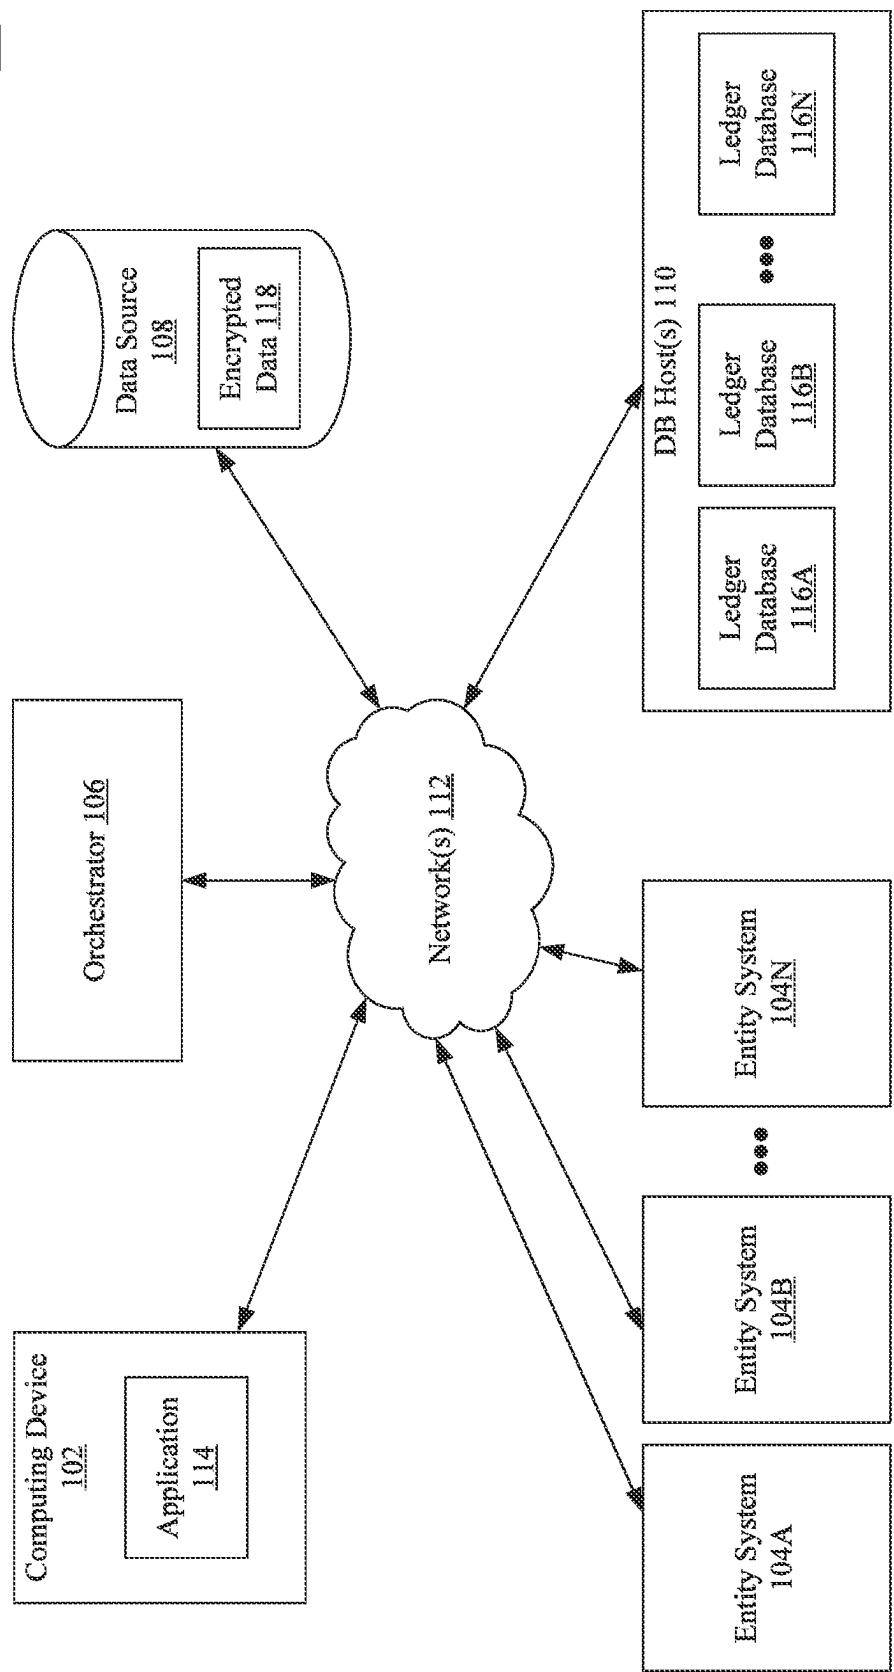 Computing Device
102
Application
114
Orchestrator 106
Data Source
108
Encrypted
Data 118
Network(s) 112
Entity System
104A
Entity System
104B
•••
Entity System
104N
DB Host(s) 110
Ledger
Database
116A
Ledger
Database
116B
•••
Ledger
Database
116N